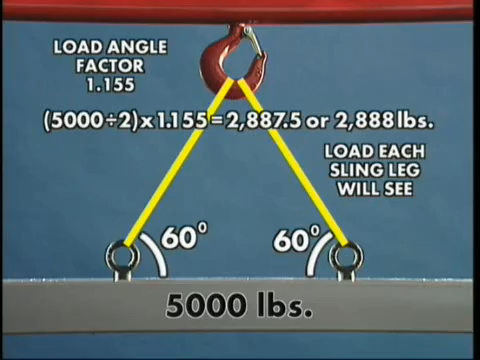 LOAD ANGLE
FACTOR
1.155
(5000÷2)x1.155=2,887.5 or 2,888 lbs.
LOAD EACH
SLING LEG
WILL SEE
60° 60°
5000 lbs.